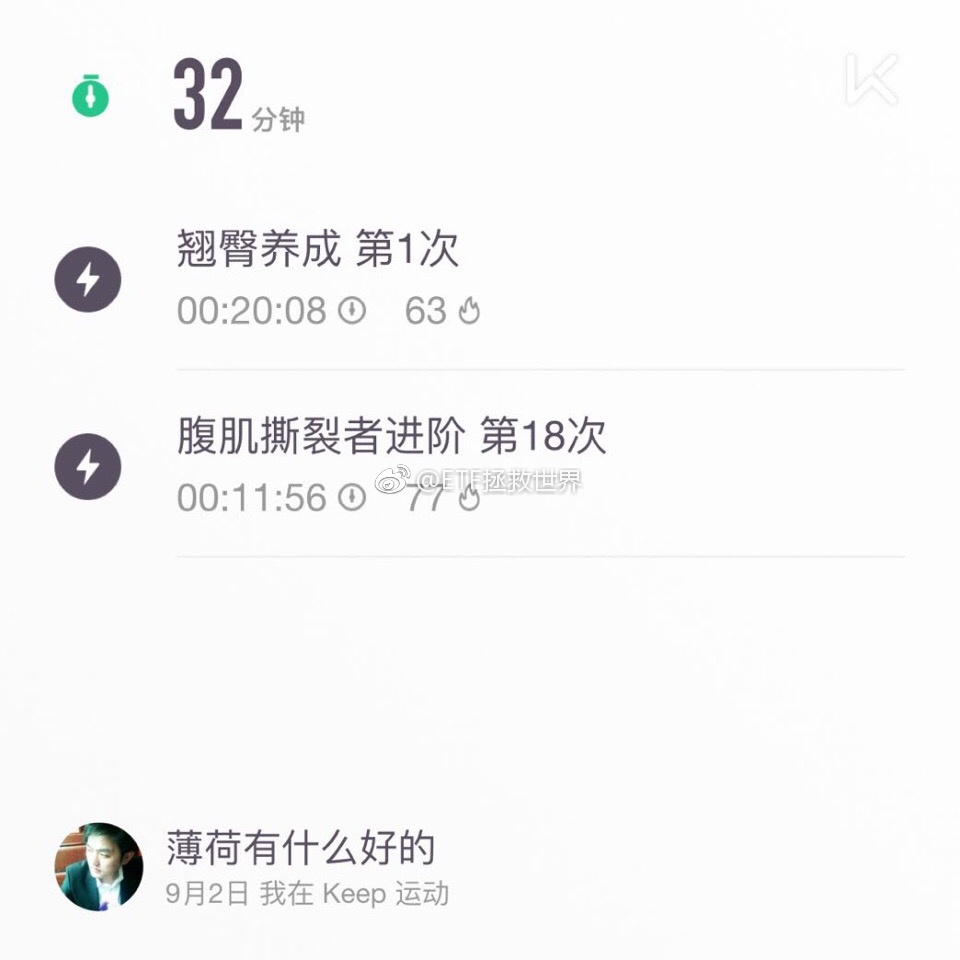 32 分钟
翘臀养成 第1次
00:20:08 63
腹肌撕裂者进阶 第18次
@ETF拯救世界
00:11:56 77
薄荷有什么好的
9月2日 我在 Keep 运动